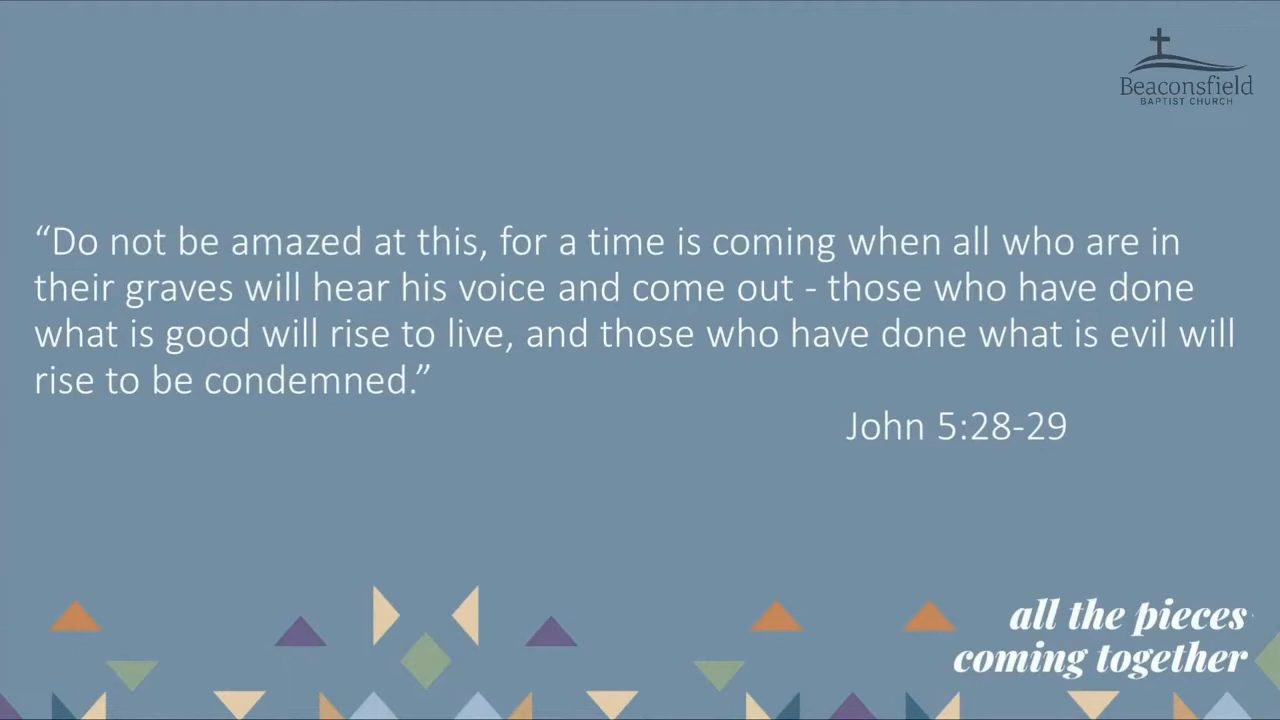 Beaconsfield
BAPTIST CHURCH
“Do not be amazed at this, for a time is coming when all who are in
their graves will hear his voice and come out - those who have done
what is good will rise to live, and those who have done what is evil will
rise to be condemned.”
John 5:28-29
all the pieces
coming together